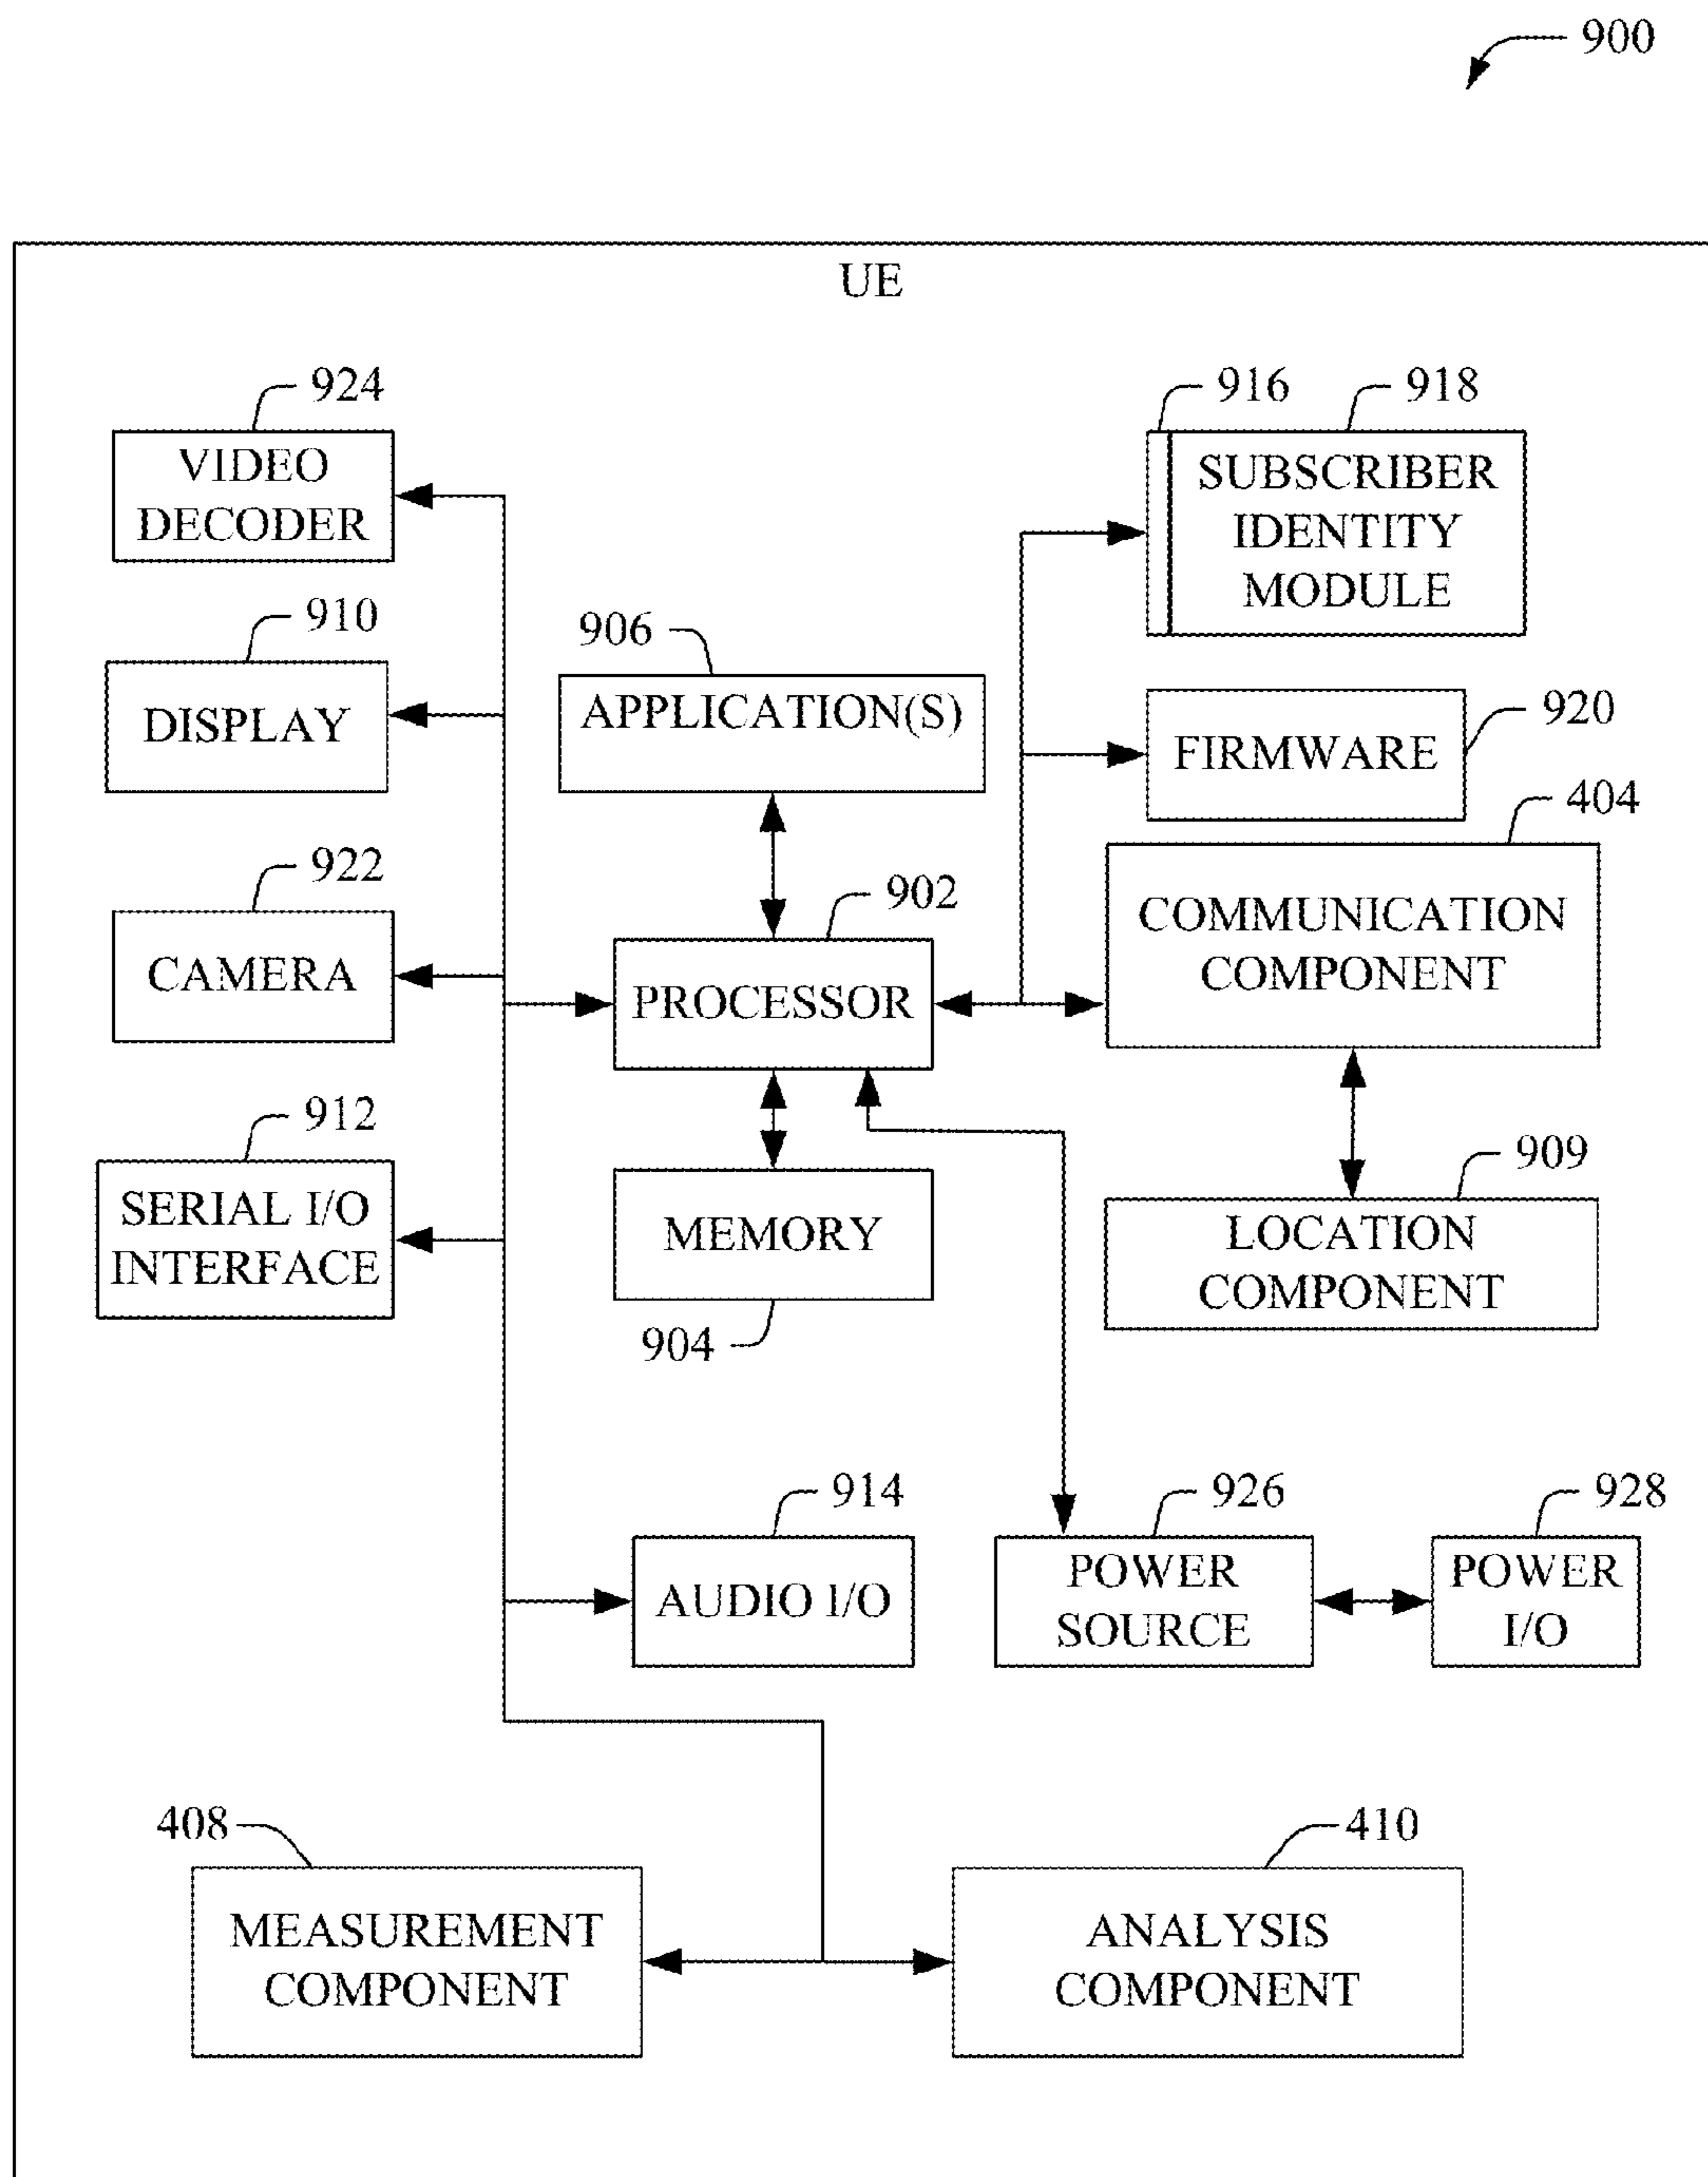 900
UE
924
VIDEO
DECODER
916
918
SUBSCRIBER
IDENTITY
MODULE
910
DISPLAY
906
APPLICATION(S)
920
FIRMWARE
922
CAMERA
902
PROCESSOR
404
COMMUNICATION
COMPONENT
912
SERIAL I/O
INTERFACE
MEMORY
904
909
LOCATION
COMPONENT
914
AUDIO I/O
926
POWER
SOURCE
928
POWER
I/O
408
MEASUREMENT
COMPONENT
410
ANALYSIS
COMPONENT